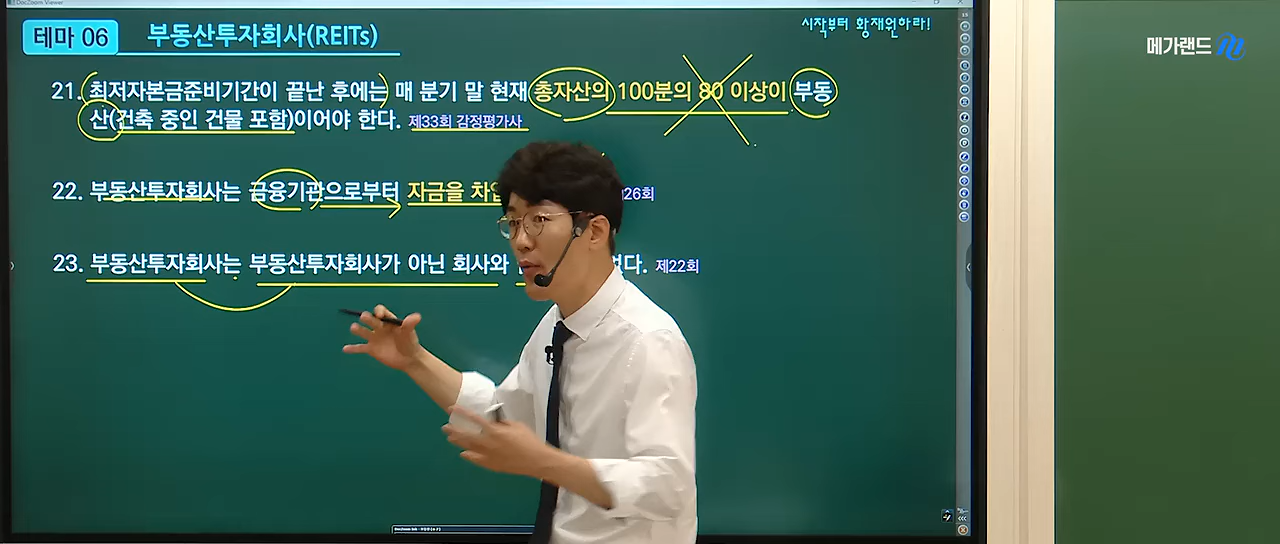 DocZoom Viewer
테마 06 부동산투자회사(REITs)
시작부터 황재원하라!
메가랜드
21. 최저자본금준비기간이 끝난 후에는 매 분기 말 현재 총자산의 100분의 80 이상이 부동
산(건축 중인 건물 포함)이어야 한다. 제33회 감정평가사
22. 부동산투자회사는 금융기관으로부터 자금을 차입 26회
23. 부동산투자회사는 부동산투자회사가 아닌 회사와 없다. 제22회